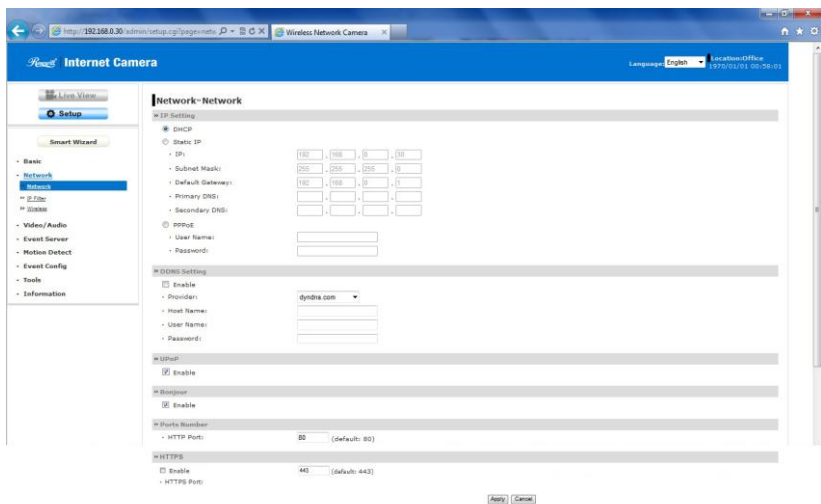 http://192.168.0.30/admin/setup.cgi?page=netw
Wireless Network Camera
Internet Camera
Language: English
Location:Office
1970/01/01 00:58:01
Live View
Setup
Smart Wizard
Basic
Network
Network
IP Filter
Wireless
Video/Audio
Event Server
Motion Detect
Event Config
Tools
Information
Network-Network
IP Setting
DHCP
Static IP
IP: 192 . 168 . 0 . 30
Subnet Mask: 255 . 255 . 255 . 0
Default Gateway: 192 . 168 . 0 . 1
Primary DNS:
Secondary DNS:
PPPoE
User Name:
Password:
DDNS Setting
Enable
Provider: dyndns.com
Host Name:
User Name:
Password:
UPnP
Enable
Bonjour
Enable
Ports Number
HTTP Port: 80 (default: 80)
HTTPS
Enable 443 (default: 443)
HTTPS Port:
Apply Cancel